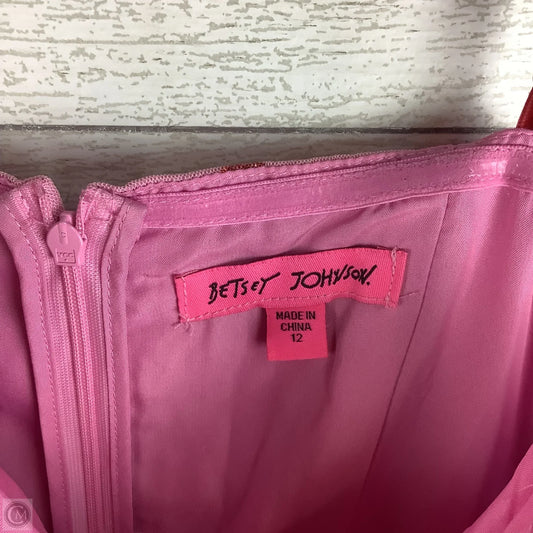 BETSEY JOHNSON.
MADE IN
CHINA
12